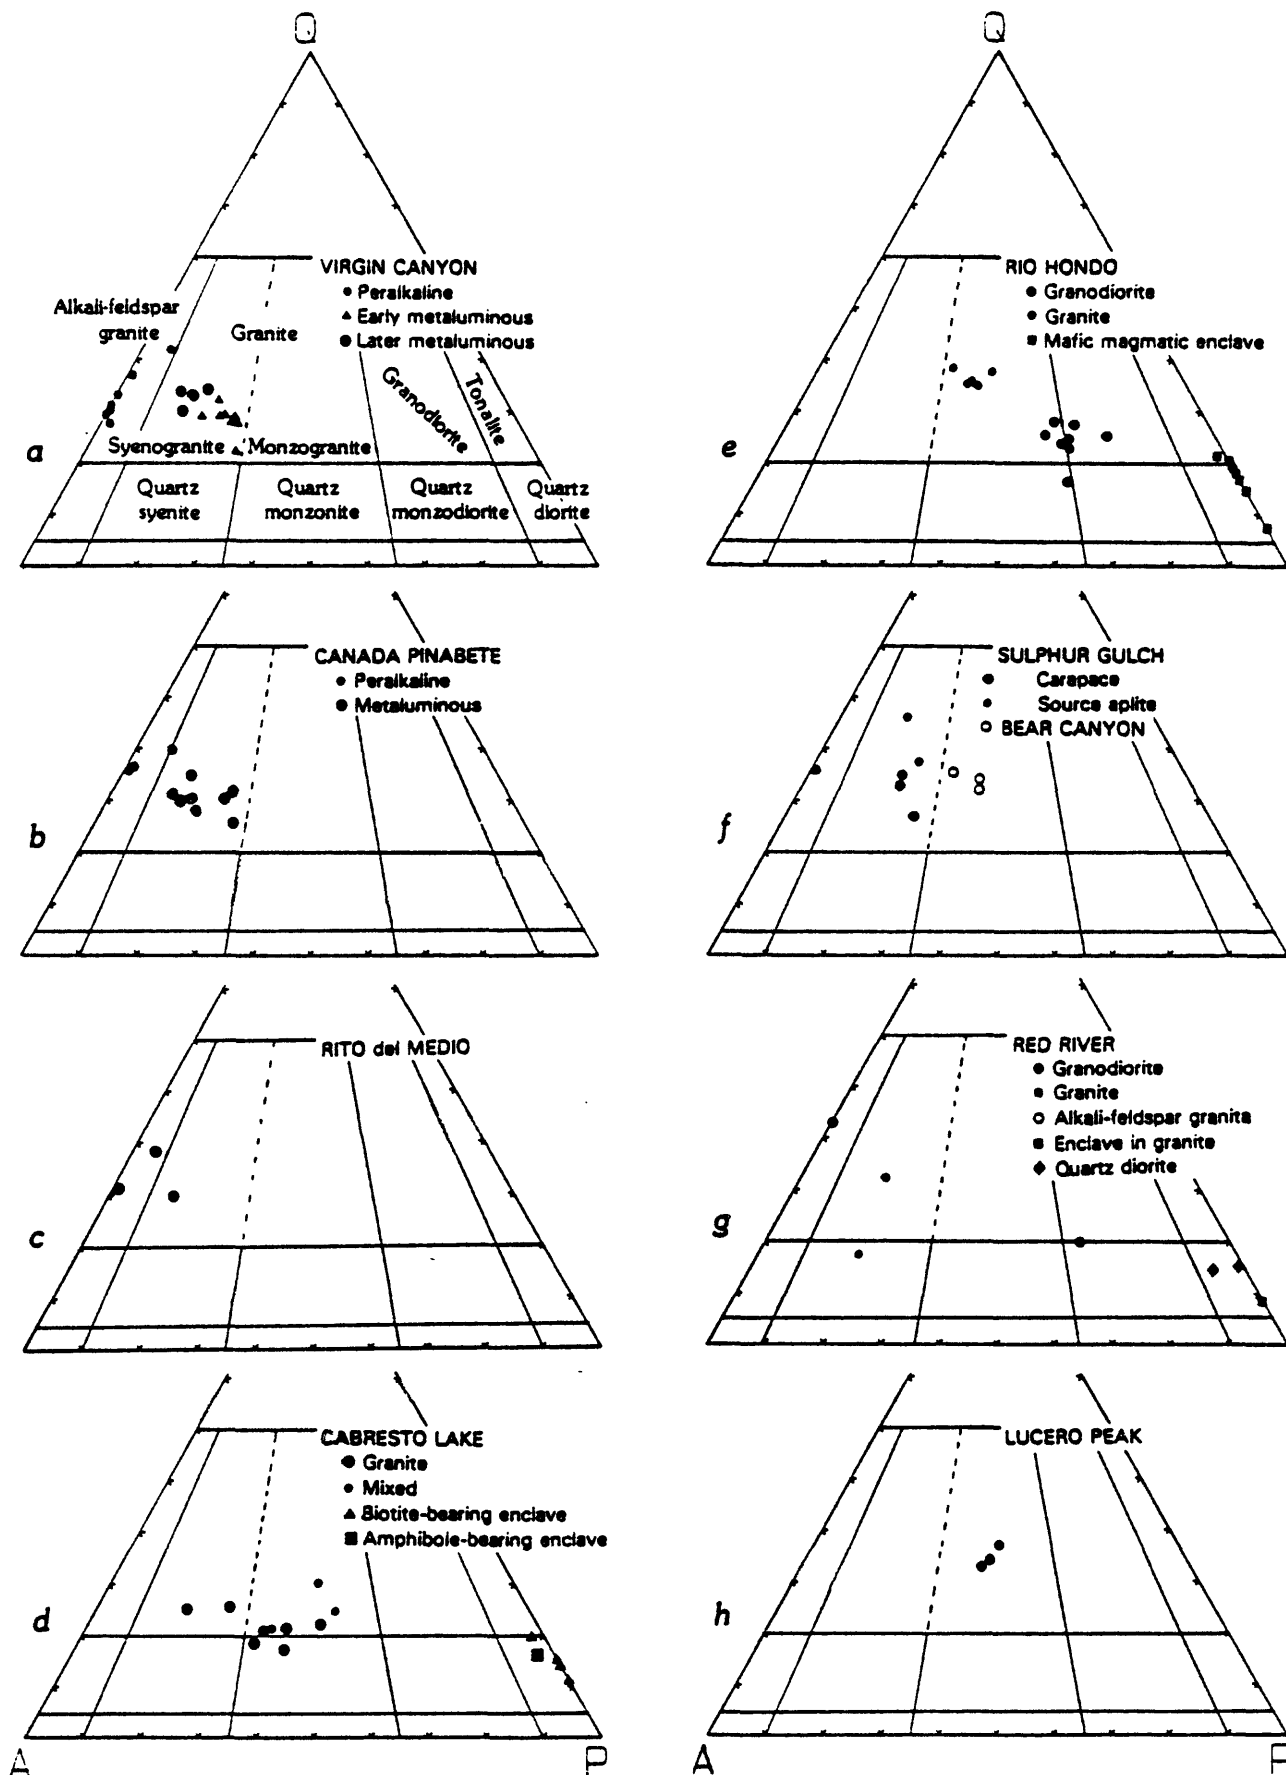 Q
VIRGIN CANYON
Peralkaline
Early metaluminous
Later metaluminous
Alkali-feldspar
granite
Granite
Granodiorite
Tonalite
Syenogranite
Monzogranite
Quartz
syenite
Quartz
monzonite
Quartz
monzodiorite
Quartz
diorite
a
CANADA PINABETE
Peralkaline
Metaluminous
b
RITO del MEDIO
c
CABRESTO LAKE
Granite
Mixed
Biotite-bearing enclave
Amphibole-bearing enclave
d
A
P
Q
RIO HONDO
Granodiorite
Granite
Mafic magmatic enclave
e
SULPHUR GULCH
Carapace
Source aplite
BEAR CANYON
f
RED RIVER
Granodiorite
Granite
Alkali-feldspar granita
Enclave in granite
Quartz diorite
g
LUCERO PEAK
h
A
P